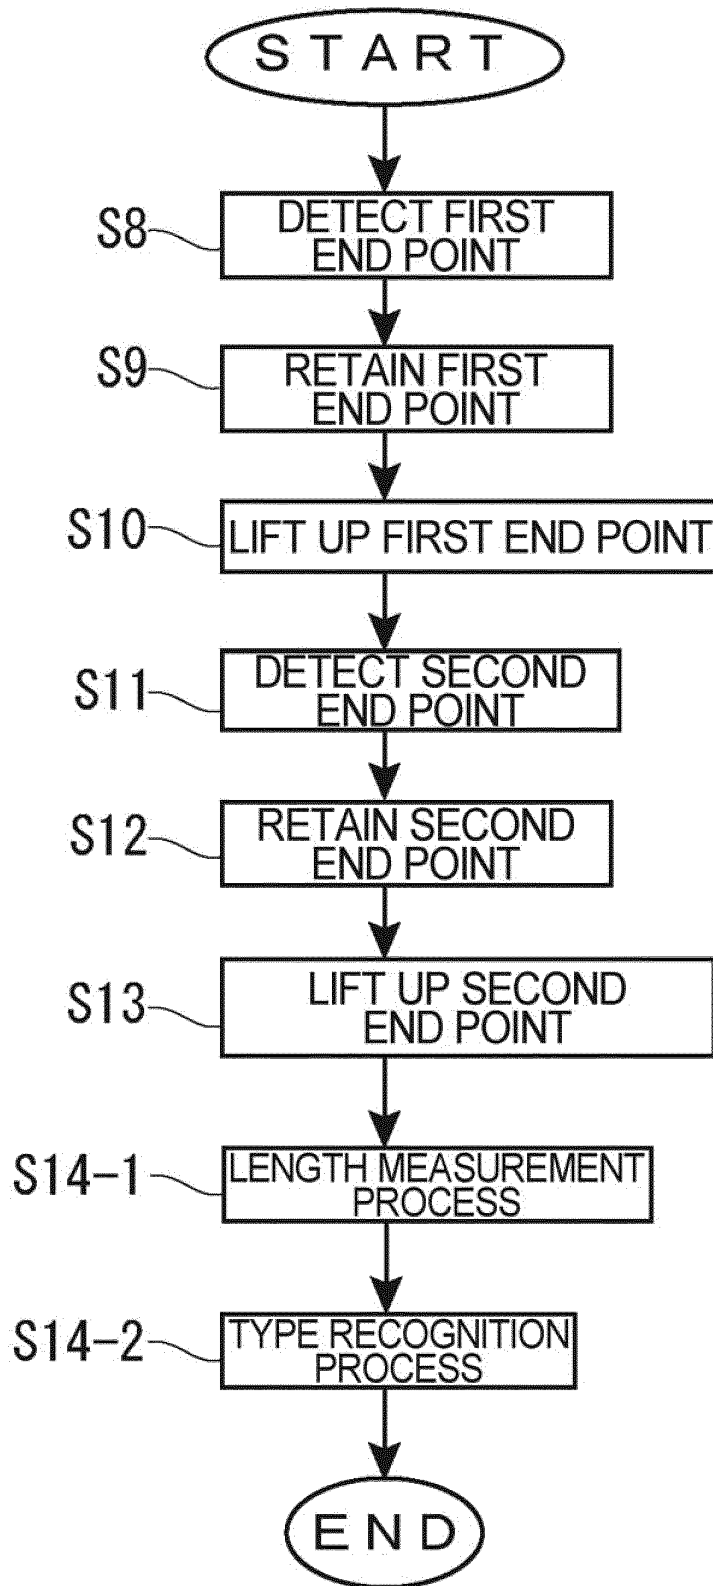 START
S8
DETECT FIRST
END POINT
S9
RETAIN FIRST
END POINT
S10
LIFT UP FIRST END POINT
S11
DETECT SECOND
END POINT
S12
RETAIN SECOND
END POINT
S13
LIFT UP SECOND
END POINT
S14-1
LENGTH MEASUREMENT
PROCESS
S14-2
TYPE RECOGNITION
PROCESS
END